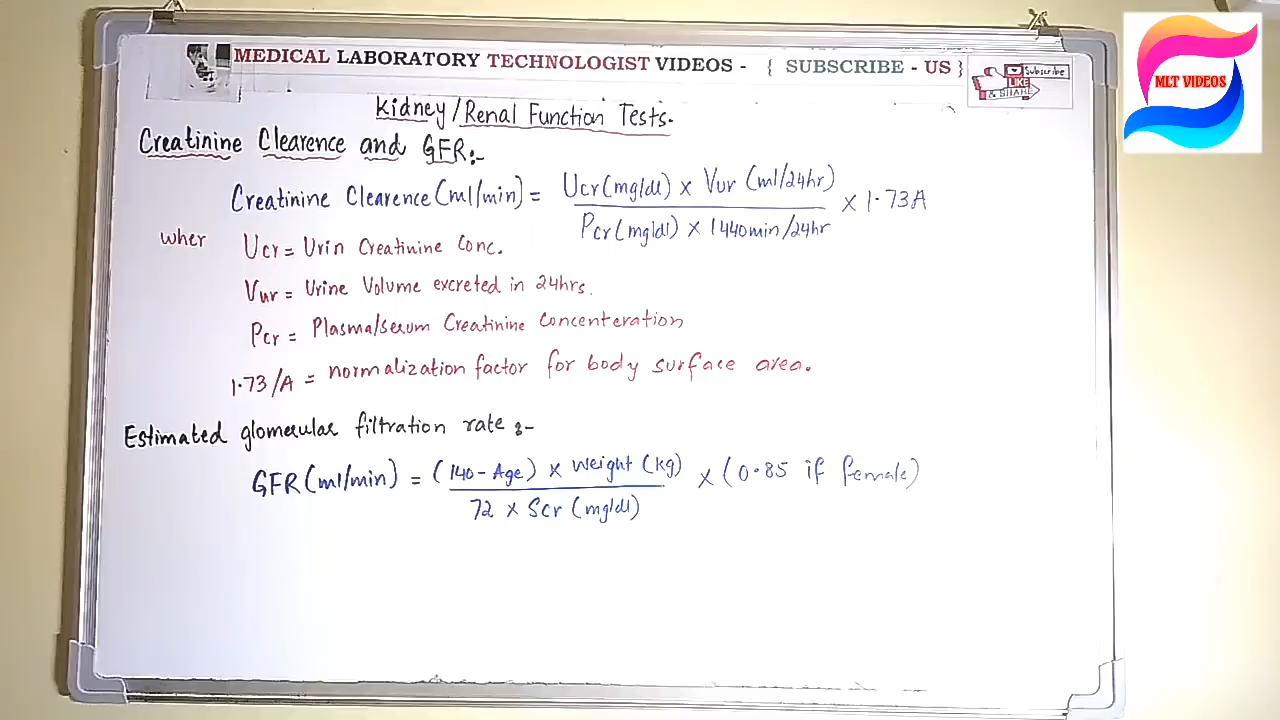 MEDICAL LABORATORY TECHNOLOGIST VIDEOS - { SUBSCRIBE - US }
Subscribe
LIKE
& SHARE
MLT VIDEOS
Kidney/Renal Function Tests.
Creatinine Clearence and GFR:-
Creatinine Clearence (ml/min) = Ucr(mg/dl) x Vur (ml/24hr) / Pcr(mg/dl) x 1440min/24hr x 1.73A
wher Ucr = Urin Creatinine Conc.
Vur = Urine Volume excreted in 24hrs.
Pcr = Plasma/serum Creatinine Concenteration
1.73/A = normalization factor for body surface area.
Estimated glomerular filtration rate :-
GFR (ml/min) = (140 - Age) x Weight (kg) / 72 x Scr (mg/dl) x (0.85 if female)